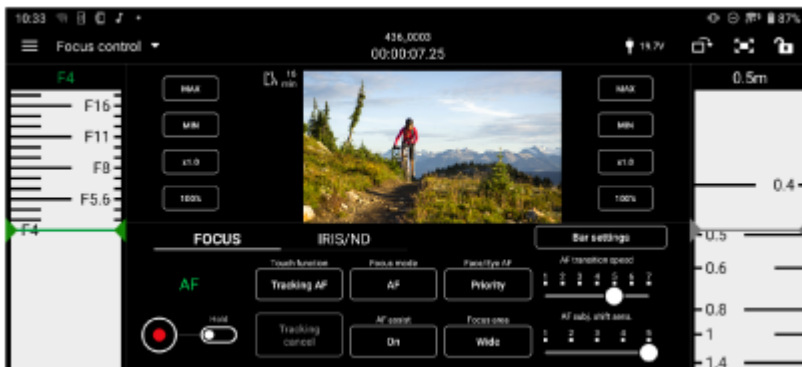 10:33
87%
Focus control
436_0003
00:00:07.25
19.7V
F4
0.5m
16
min
MAX
MAX
F16
MIN
MIN
F11
x1.0
x1.0
F8
0.4
100%
100%
F5.6
F4
FOCUS
IRIS/ND
Bar settings
0.5
Touch function
Focus mode
Face/Eye AF
AF transition speed
1 2 3 4 5 6 7
0.6
AF
Tracking AF
AF
Priority
Hold
AF assist
Focus area
AF subj. shift sens.
0.8
1 2 3 4 5
Tracking
cancel
On
Wide
1
1.4